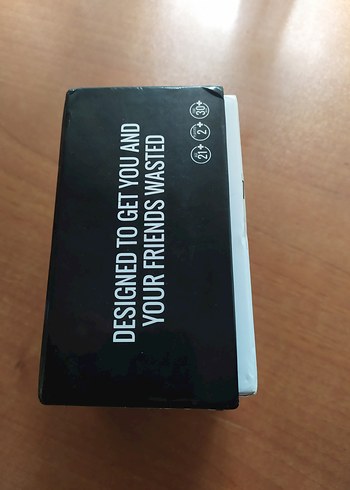 DESIGNED TO GET YOU AND
YOUR FRIENDS WASTED
21+
2+
30+